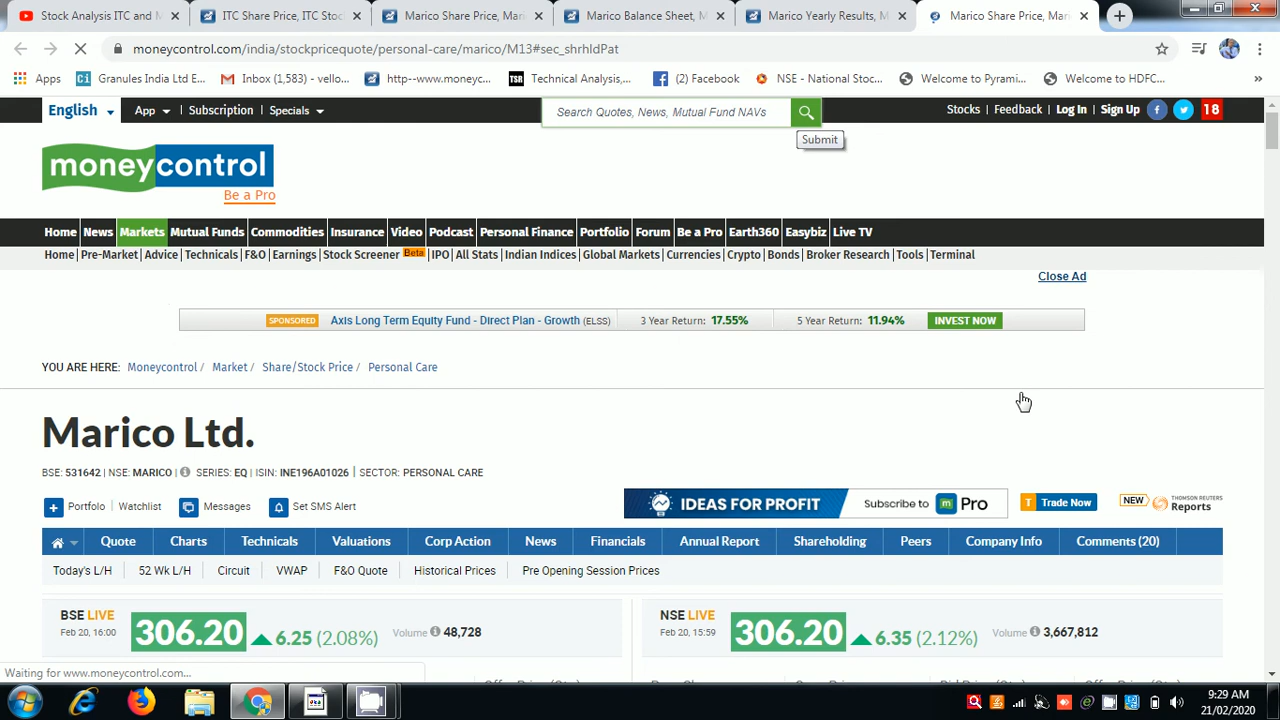 Stock Analysis ITC and M
ITC Share Price, ITC Stoc
Marico Share Price, Mari
Marico Balance Sheet, M
Marico Yearly Results, M
Marico Share Price, Mari
moneycontrol.com/india/stockpricequote/personal-care/marico/M13#sec_shrhldPat
Apps
Granules India Ltd E...
Inbox (1,583) - vello...
http--www.moneyc...
TSR
Technical Analysis,...
(2) Facebook
NSE - National Stoc...
Welcome to Pyrami...
Welcome to HDFC...
English
App
Subscription
Specials
Search Quotes, News, Mutual Fund NAVs
Stocks
Feedback
Log In
Sign Up
18
Submit
moneycontrol
Be a Pro
Home News Markets Mutual Funds Commodities Insurance Video Podcast Personal Finance Portfolio Forum Be a Pro Earth360 Easybiz Live TV
Home Pre-Market Advice Technicals F&O Earnings Stock Screener Beta IPO All Stats Indian Indices Global Markets Currencies Crypto Bonds Broker Research Tools Terminal
Close Ad
SPONSORED Axis Long Term Equity Fund - Direct Plan - Growth (ELSS) 3 Year Return: 17.55% 5 Year Return: 11.94% INVEST NOW
YOU ARE HERE: Moneycontrol / Market / Share/Stock Price / Personal Care
Marico Ltd.
BSE: 531642 | NSE: MARICO | SERIES: EQ | ISIN: INE196A01026 | SECTOR: PERSONAL CARE
Portfolio Watchlist
Messages
Set SMS Alert
IDEAS FOR PROFIT
Subscribe to m Pro
T Trade Now
NEW THOMSON REUTERS
Reports
Quote Charts Technicals Valuations Corp Action News Financials Annual Report Shareholding Peers Company Info Comments (20)
Today's L/H 52 Wk L/H Circuit VWAP F&O Quote Historical Prices Pre Opening Session Prices
BSE LIVE
Feb 20, 16:00
306.20
6.25 (2.08%)
Volume 48,728
NSE LIVE
Feb 20, 15:59
306.20
6.35 (2.12%)
Volume 3,667,812
Waiting for www.moneycontrol.com...
9:29 AM
21/02/2020